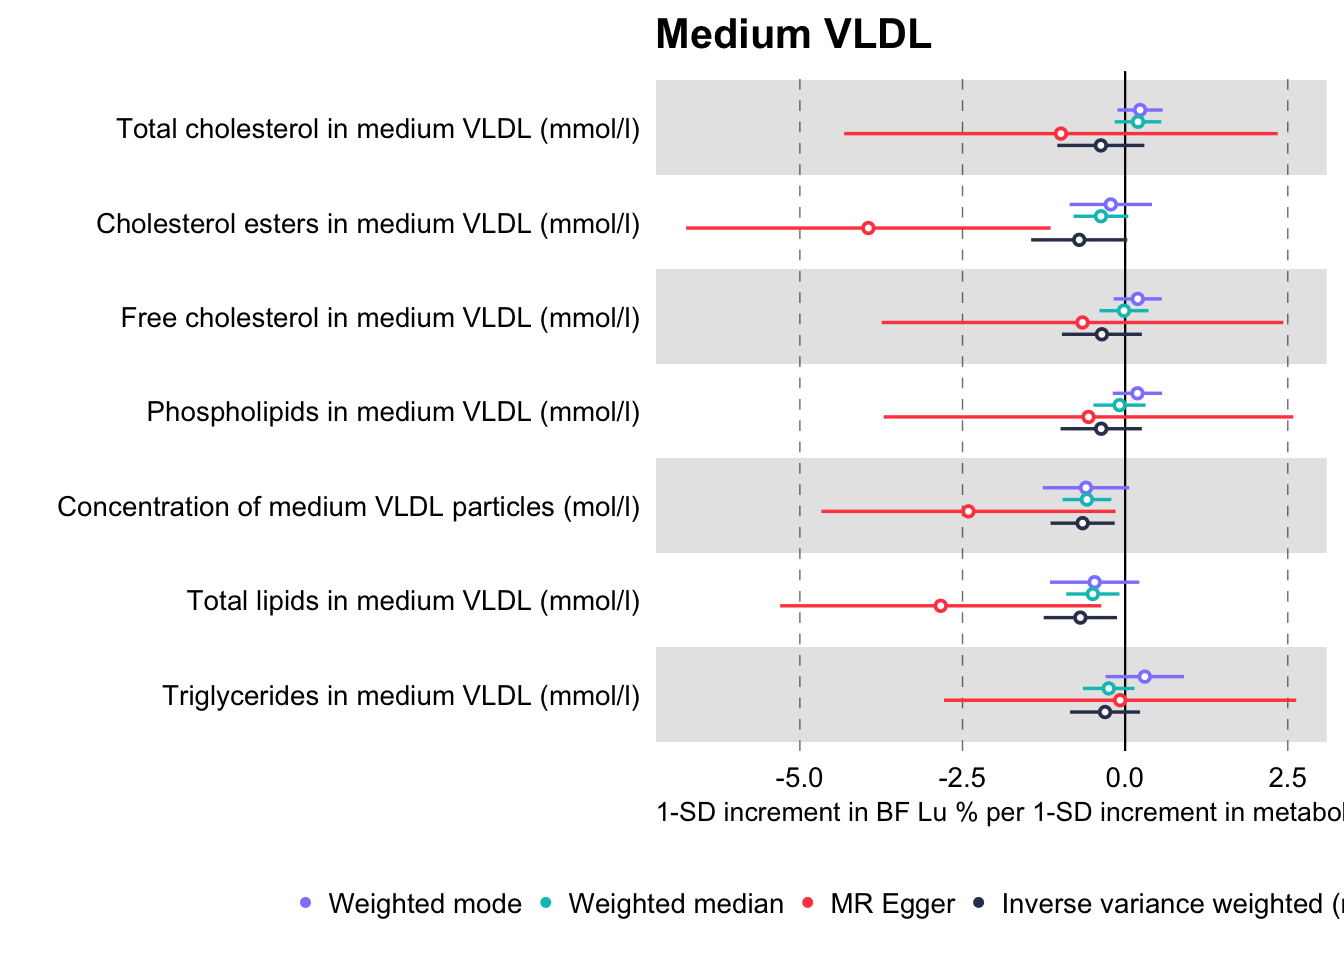 Medium VLDL
Total cholesterol in medium VLDL (mmol/l)
Cholesterol esters in medium VLDL (mmol/l)
Free cholesterol in medium VLDL (mmol/l)
Phospholipids in medium VLDL (mmol/l)
Concentration of medium VLDL particles (mol/l)
Total lipids in medium VLDL (mmol/l)
Triglycerides in medium VLDL (mmol/l)
-5.0 -2.5 0.0 2.5
1-SD increment in BF Lu % per 1-SD increment in metabol
Weighted mode Weighted median MR Egger Inverse variance weighted (